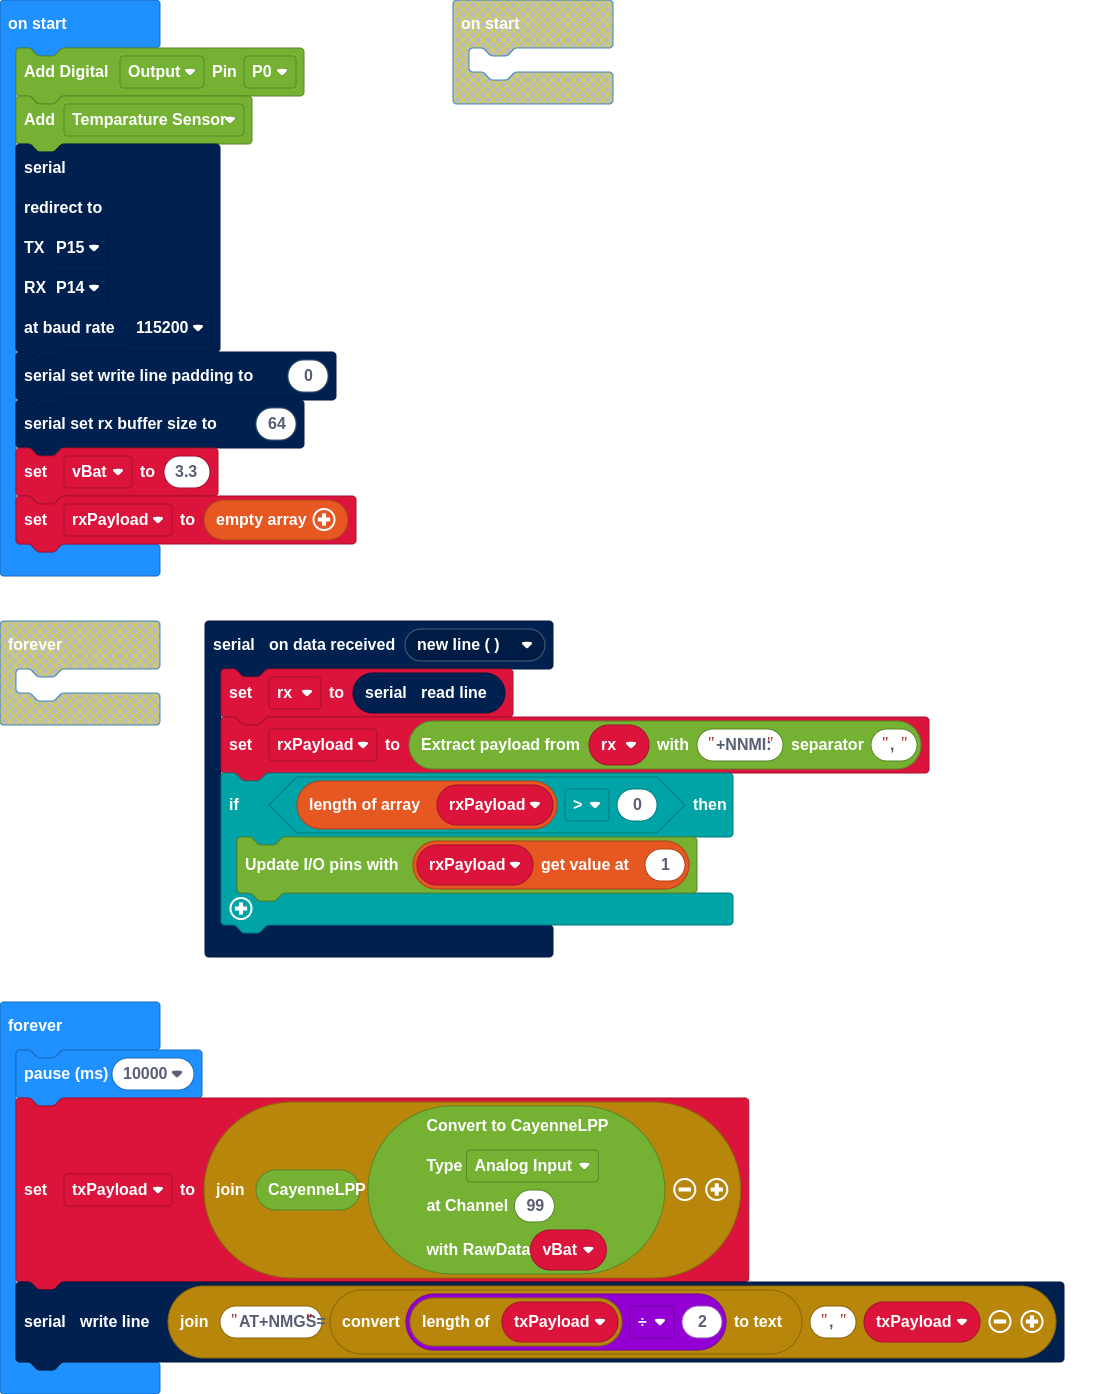 on start
Add Digital Output Pin P0
Add Temparature Sensor
serial
redirect to
TX P15
RX P14
at baud rate 115200
serial set write line padding to 0
serial set rx buffer size to 64
set vBat to 3.3
set rxPayload to empty array
on start
forever
serial on data received new line ( )
set rx to serial read line
set rxPayload to Extract payload from rx with "+NNMI:" separator ","
if length of array rxPayload > 0 then
Update I/O pins with rxPayload get value at 1
forever
pause (ms) 10000
set txPayload to join CayenneLPP
Convert to CayenneLPP
Type Analog Input
at Channel 99
with RawData vBat
serial write line join "AT+NMGS=" convert length of txPayload ÷ 2 to text "," txPayload